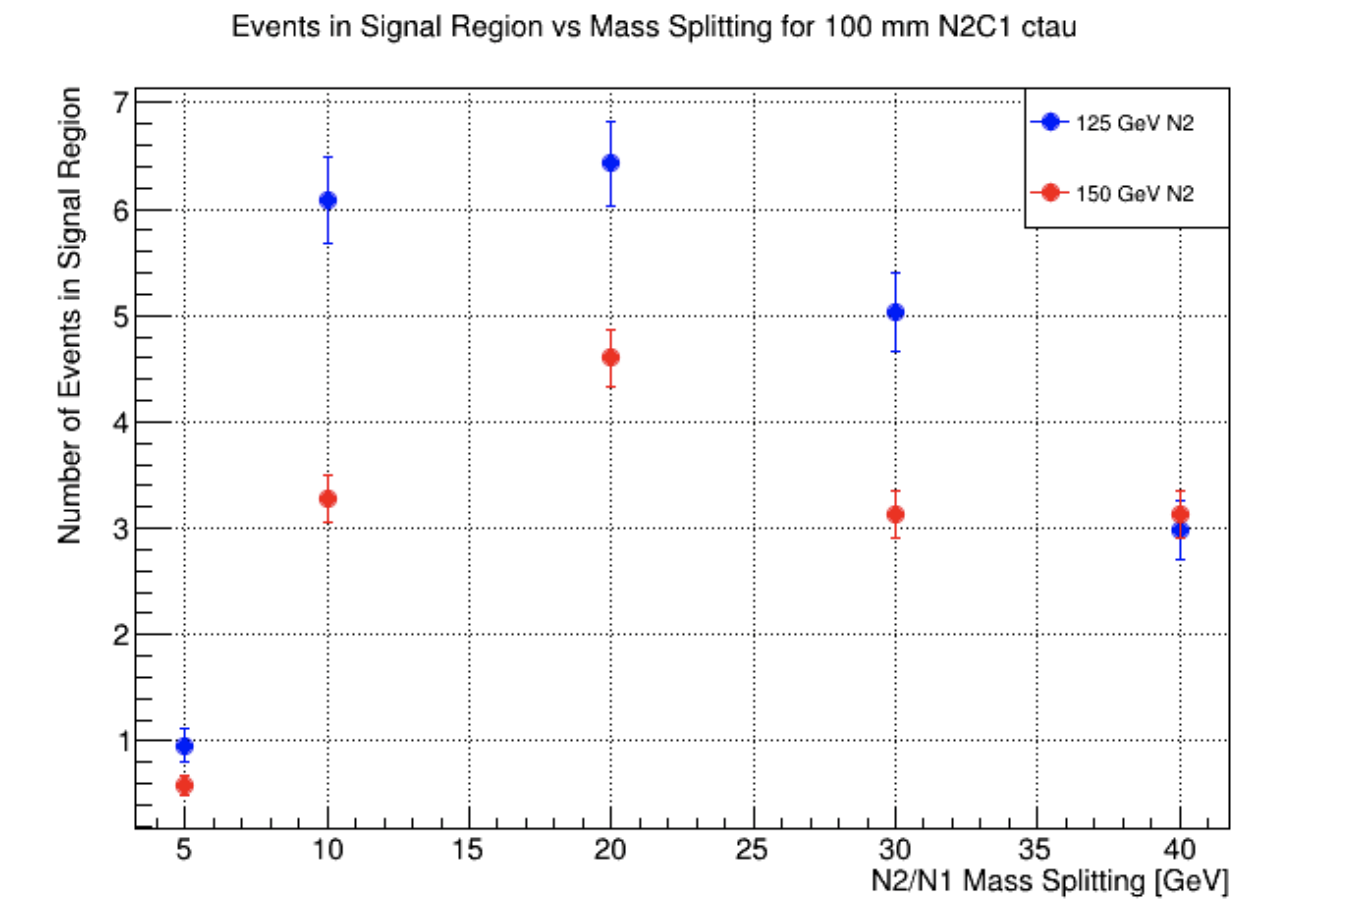 Events in Signal Region vs Mass Splitting for 100 mm N2C1 ctau
Number of Events in Signal Region
7
6
5
4
3
2
1
125 GeV N2
150 GeV N2
5 10 15 20 25 30 35 40
N2/N1 Mass Splitting [GeV]